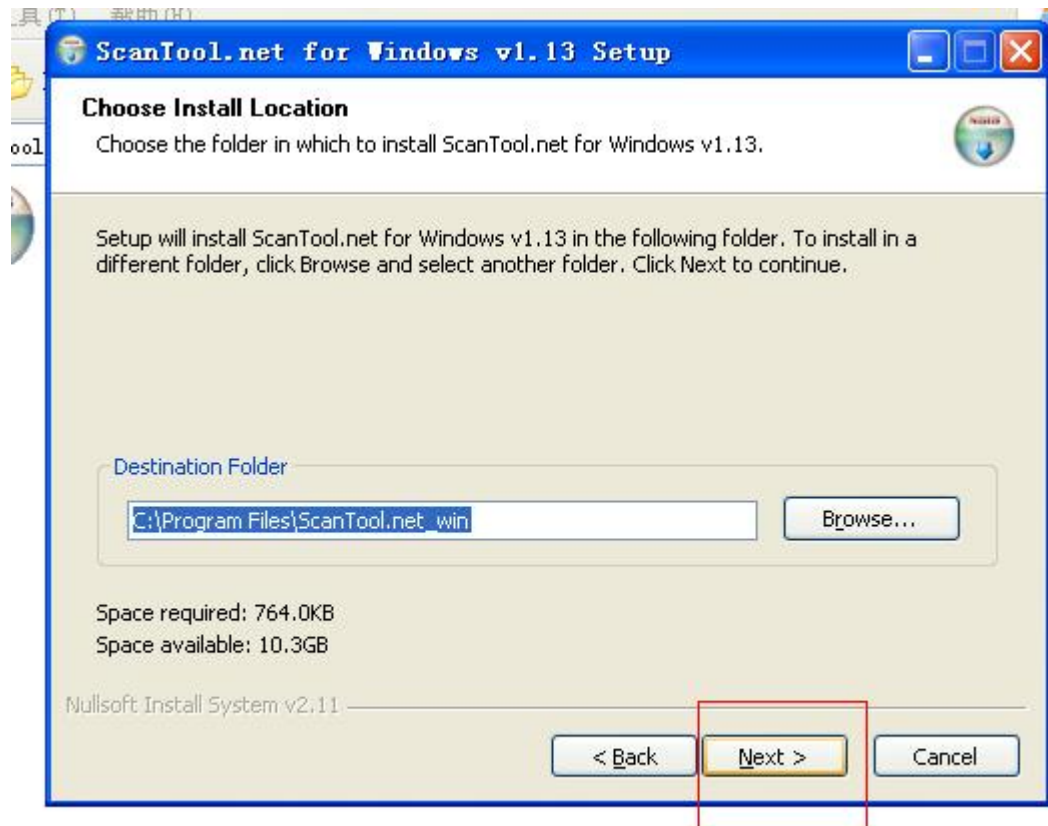 具(T) 帮助(H)
ScanTool.net for Windows v1.13 Setup
Choose Install Location
Choose the folder in which to install ScanTool.net for Windows v1.13.
ool
Setup will install ScanTool.net for Windows v1.13 in the following folder. To install in a
different folder, click Browse and select another folder. Click Next to continue.
Destination Folder
C:\Program Files\ScanTool.net_win
Browse...
Space required: 764.0KB
Space available: 10.3GB
Nullsoft Install System v2.11
< Back Next > Cancel